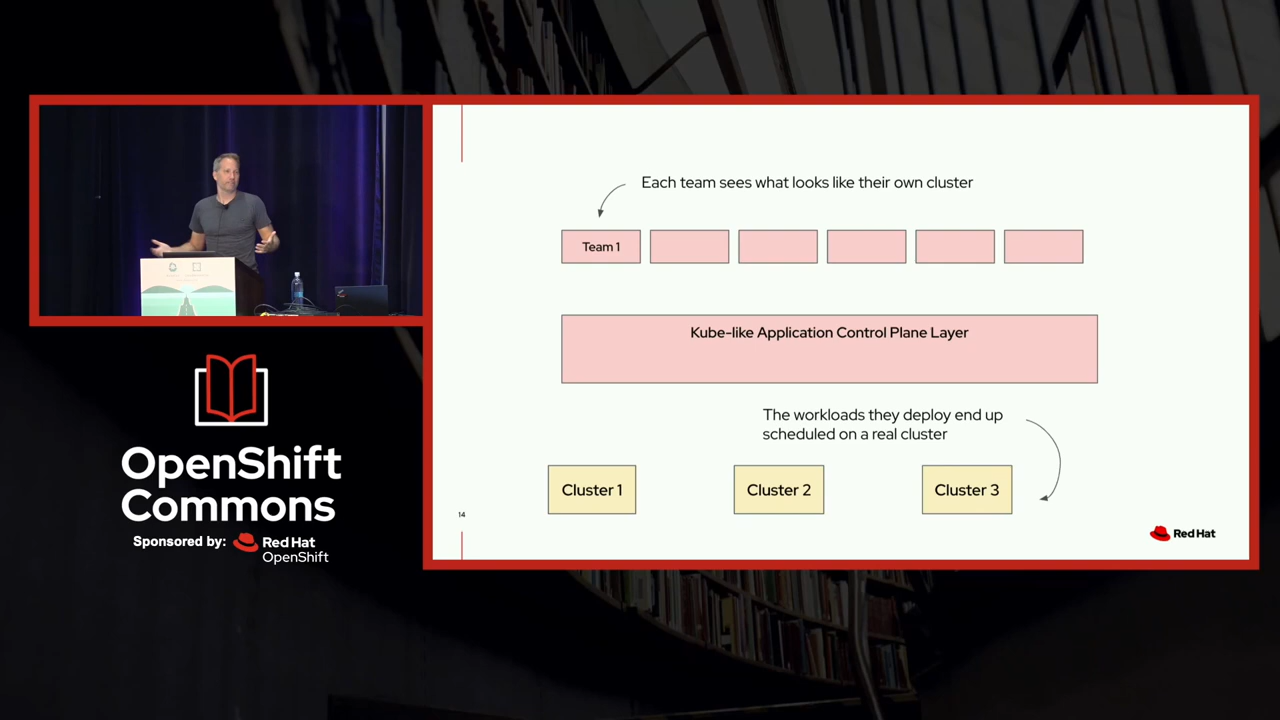 Each team sees what looks like their own cluster
Team 1
Kube-like Application Control Plane Layer
The workloads they deploy end up
scheduled on a real cluster
Cluster 1
Cluster 2
Cluster 3
14
Red Hat
OpenShift
Commons
Sponsored by:
Red Hat
OpenShift